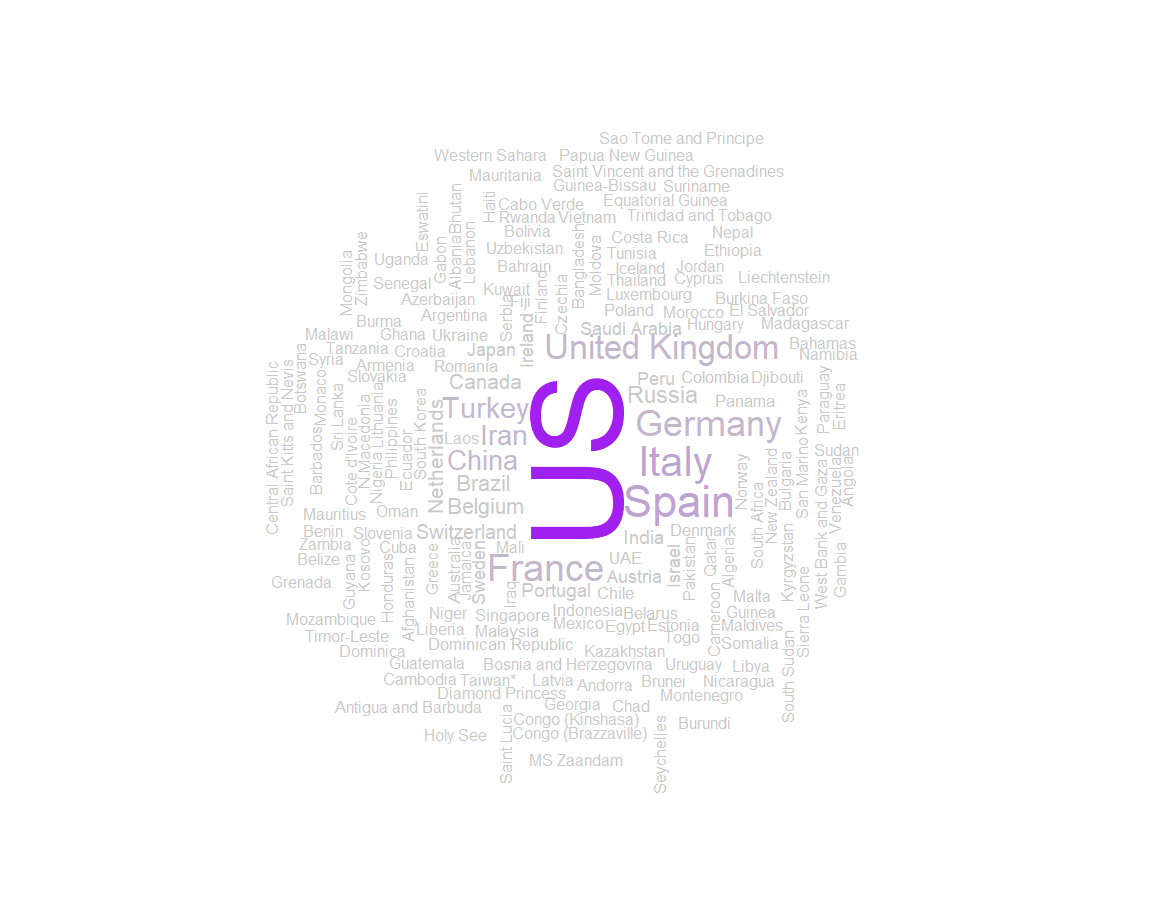 Sao Tome and Principe
Western Sahara
Papua New Guinea
Mauritania
Saint Vincent and the Grenadines
Guinea-Bissau
Suriname
Eswatini
Bhutan
Haiti
Cabo Verde
Equatorial Guinea
Rwanda
Vietnam
Trinidad and Tobago
Bolivia
Costa Rica
Nepal
Zimbabwe
Mongolia
Gabon
Albania
Lebanon
Uzbekistan
Bangladesh
Moldova
Tunisia
Ethiopia
Uganda
Bahrain
Iceland
Jordan
Senegal
Kuwait
Thailand
Cyprus
Liechtenstein
Azerbaijan
Fiji
Finland
Czechia
Luxembourg
Burkina Faso
Serbia
Argentina
Poland
Morocco
El Salvador
Burma
Saudi Arabia
Hungary
Madagascar
Malawi
Ghana
Ukraine
Ireland
United Kingdom
Bahamas
Tanzania
Croatia
Japan
Namibia
Syria
Armenia
Romania
Slovakia
Canada
Peru
Colombia
Djibouti
Central African Republic
Saint Kitts and Nevis
Botswana
Monaco
Barbados
Sri Lanka
Cote d'Ivoire
N.Macedonia
Lithuania
Nigeria
Philippines
Ecuador
South Korea
Netherlands
Turkey
US
Russia
Panama
Paraguay
Eritrea
Kenya
San Marino
Laos
Iran
Germany
China
Italy
Sudan
Brazil
Spain
Norway
South Africa
New Zealand
Bulgaria
West Bank and Gaza
Venezuela
Angola
Mauritius
Oman
Belgium
Benin
Slovenia
Switzerland
India
Denmark
Zambia
Cuba
Mali
Belize
UAE
Kosovo
Guyana
Honduras
Afghanistan
Greece
Australia
Jamaica
Sweden
France
Iraq
Austria
Israel
Pakistan
Qatar
Algeria
Kyrgyzstan
Gambia
Grenada
Portugal
Chile
Malta
Sierra Leone
Mozambique
Niger
Singapore
Indonesia
Belarus
Guinea
Timor-Leste
Liberia
Malaysia
Mexico
Egypt
Estonia
Maldives
Togo
Cameroon
Somalia
Dominica
Dominican Republic
Kazakhstan
South Sudan
Guatemala
Bosnia and Herzegovina
Uruguay
Libya
Cambodia
Taiwan*
Latvia
Andorra
Brunei
Nicaragua
Diamond Princess
Montenegro
Antigua and Barbuda
Georgia
Chad
Saint Lucia
Congo (Kinshasa)
Burundi
Holy See
Congo (Brazzaville)
Seychelles
MS Zaandam